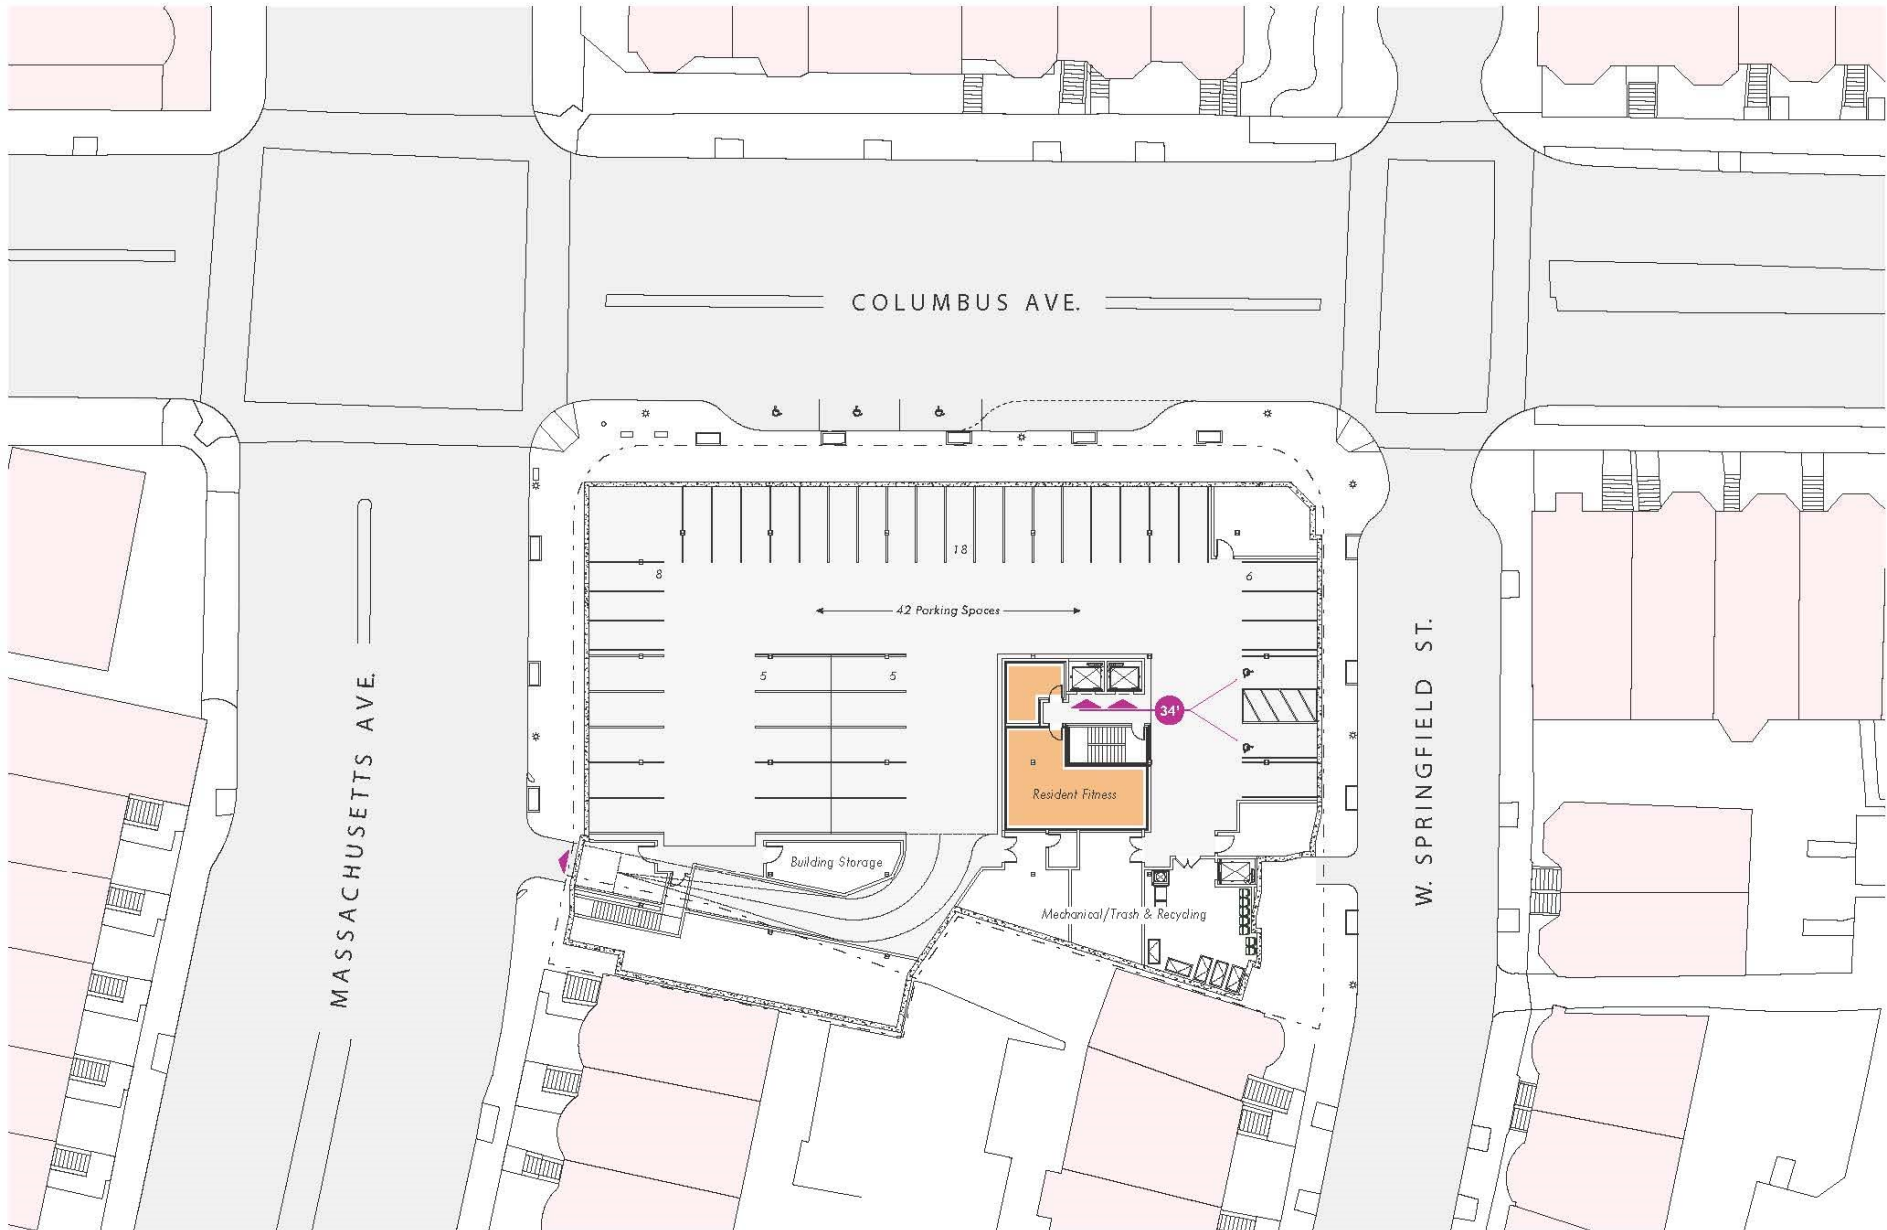 COLUMBUS AVE.
18
8
6
42 Parking Spaces
5
5
34'
MASSACHUSETTS AVE.
W. SPRINGFIELD ST.
Resident Fitness
Building Storage
Mechanical/Trash & Recycling